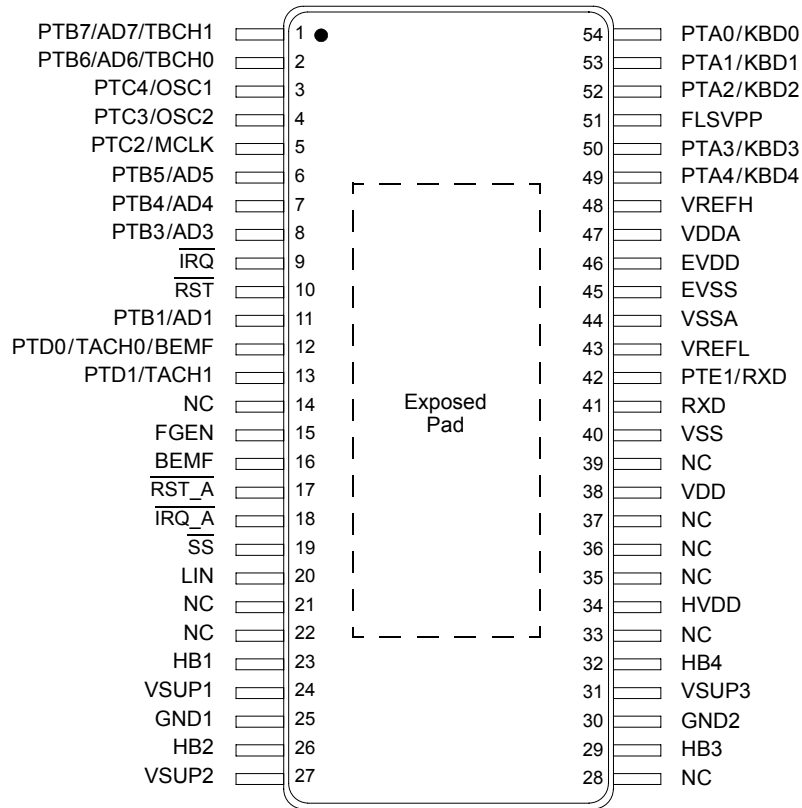 PTB7/AD7/TBCH1 1 54 PTA0/KBD0
PTB6/AD6/TBCH0 2 53 PTA1/KBD1
PTC4/OSC1 3 52 PTA2/KBD2
PTC3/OSC2 4 51 FLSVPP
PTC2/MCLK 5 50 PTA3/KBD3
PTB5/AD5 6 49 PTA4/KBD4
PTB4/AD4 7 48 VREFH
PTB3/AD3 8 47 VDDA
IRQ 9 46 EVDD
RST 10 45 EVSS
PTB1/AD1 11 44 VSSA
PTD0/TACH0/BEMF 12 43 VREFL
PTD1/TACH1 13 42 PTE1/RXD
NC 14 Exposed 41 RXD
FGEN 15 Pad 40 VSS
BEMF 16 39 NC
RST_A 17 38 VDD
IRQ_A 18 37 NC
SS 19 36 NC
LIN 20 35 NC
NC 21 34 HVDD
NC 22 33 NC
HB1 23 32 HB4
VSUP1 24 31 VSUP3
GND1 25 30 GND2
HB2 26 29 HB3
VSUP2 27 28 NC